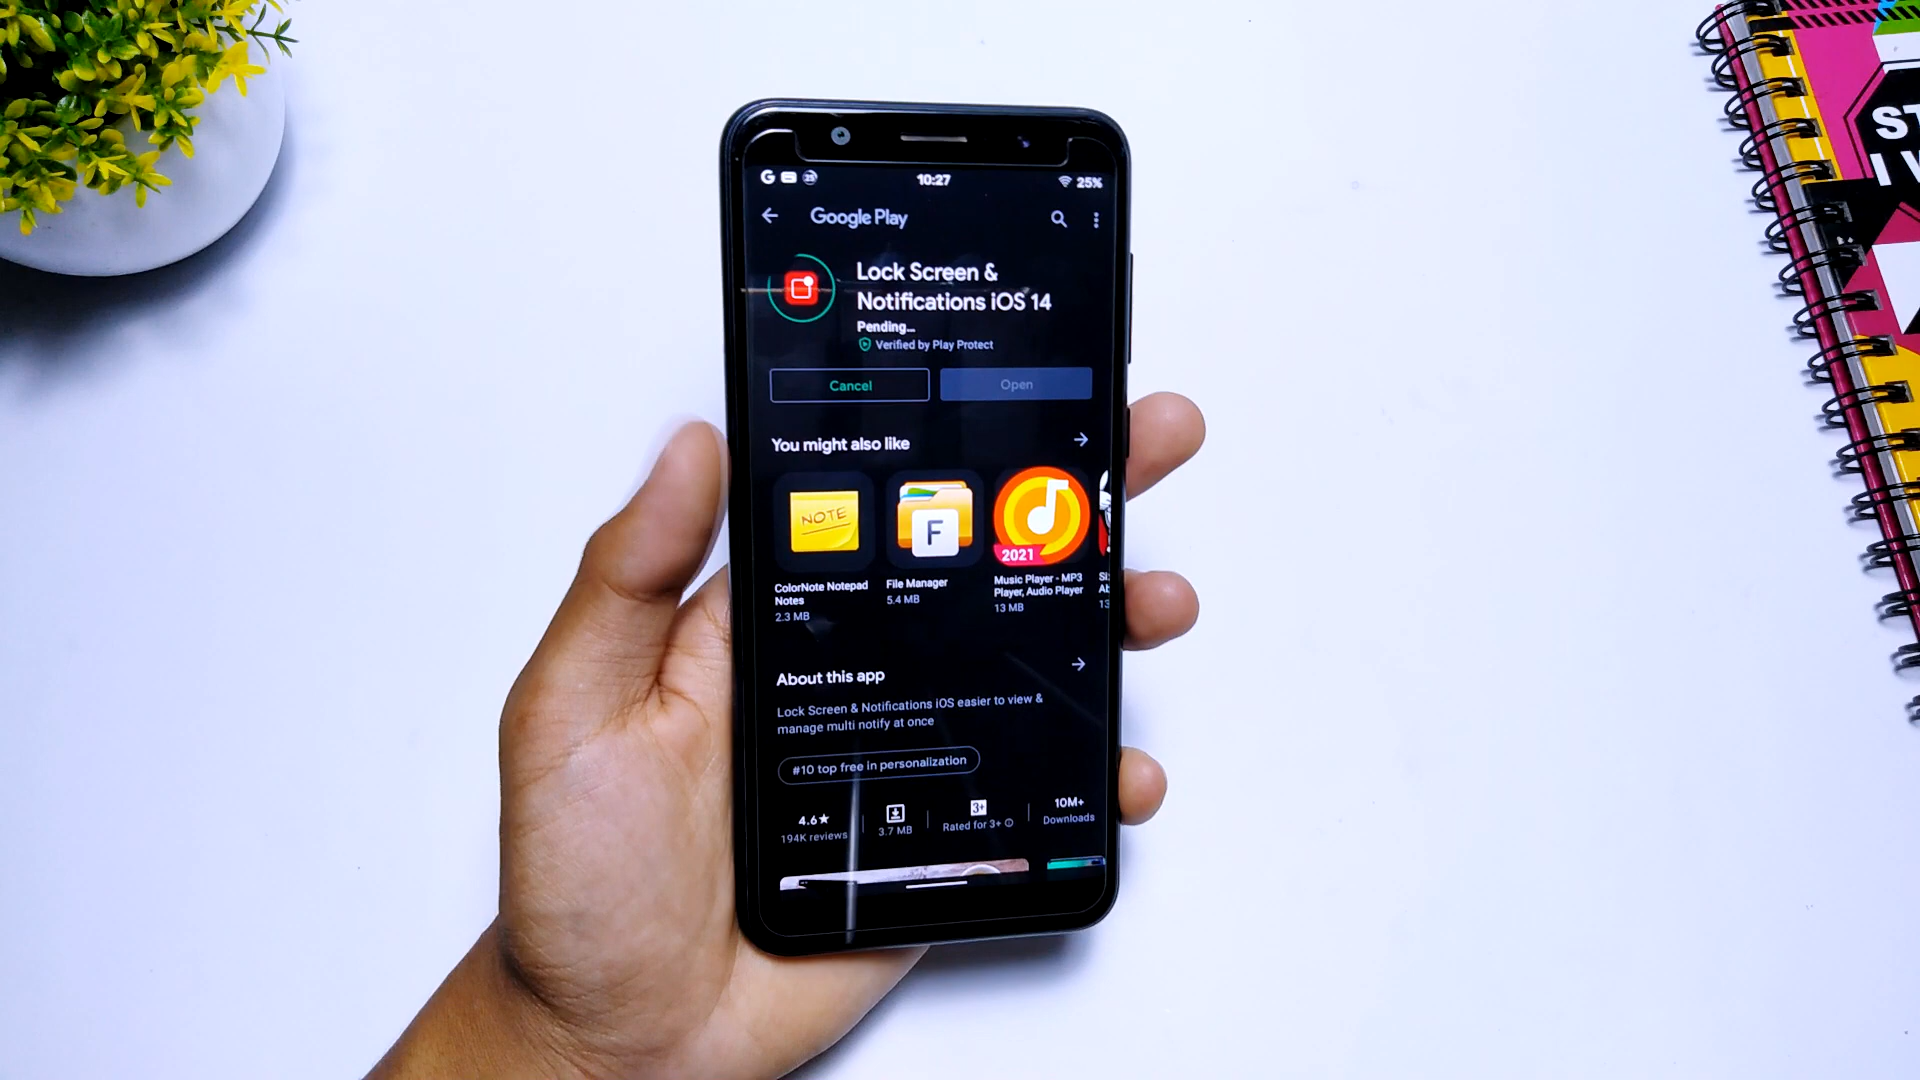 G 25 10:27 25%
Google Play
Lock Screen &
Notifications iOS 14
Pending...
Verified by Play Protect
Cancel
Open
You might also like
NOTE
F
2021
ColorNote Notepad
Notes
2.3 MB
File Manager
5.4 MB
Music Player - MP3
Player, Audio Player
13 MB
About this app
Lock Screen & Notifications iOS easier to view &
manage multi notify at once
#10 top free in personalization
4.6★
194K reviews
3.7 MB
3+
Rated for 3+
10M+
Downloads